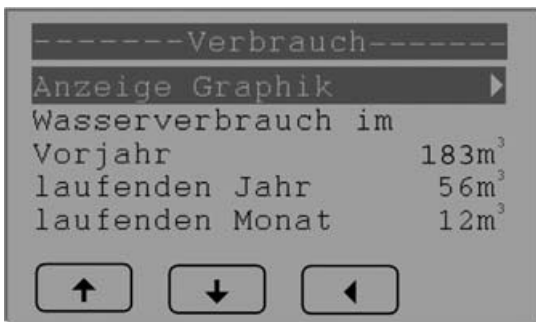 -------Verbrauch-------
Anzeige Graphik
Wasserverbrauch im
Vorjahr 183m³
laufenden Jahr 56m³
laufenden Monat 12m³